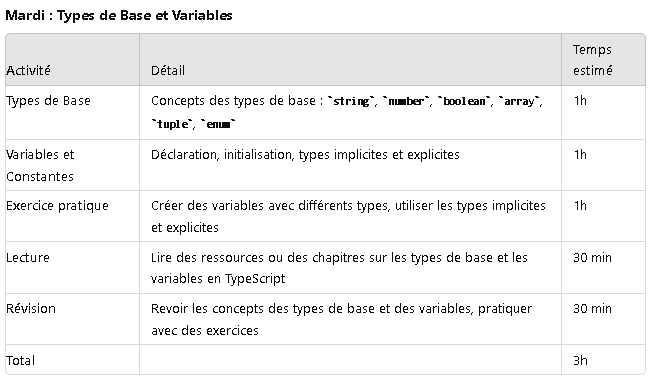 Mardi : Types de Base et Variables
Activité Détail Temps estimé
Types de Base Concepts des types de base : `string`, `number`, `boolean`, `array`,
`tuple`, `enum` 1h
Variables et
Constantes Déclaration, initialisation, types implicites et explicites 1h
Exercice pratique Créer des variables avec différents types, utiliser les types implicites
et explicites 1h
Lecture Lire des ressources ou des chapitres sur les types de base et les
variables en TypeScript 30 min
Révision Revoir les concepts des types de base et des variables, pratiquer
avec des exercices 30 min
Total 3h